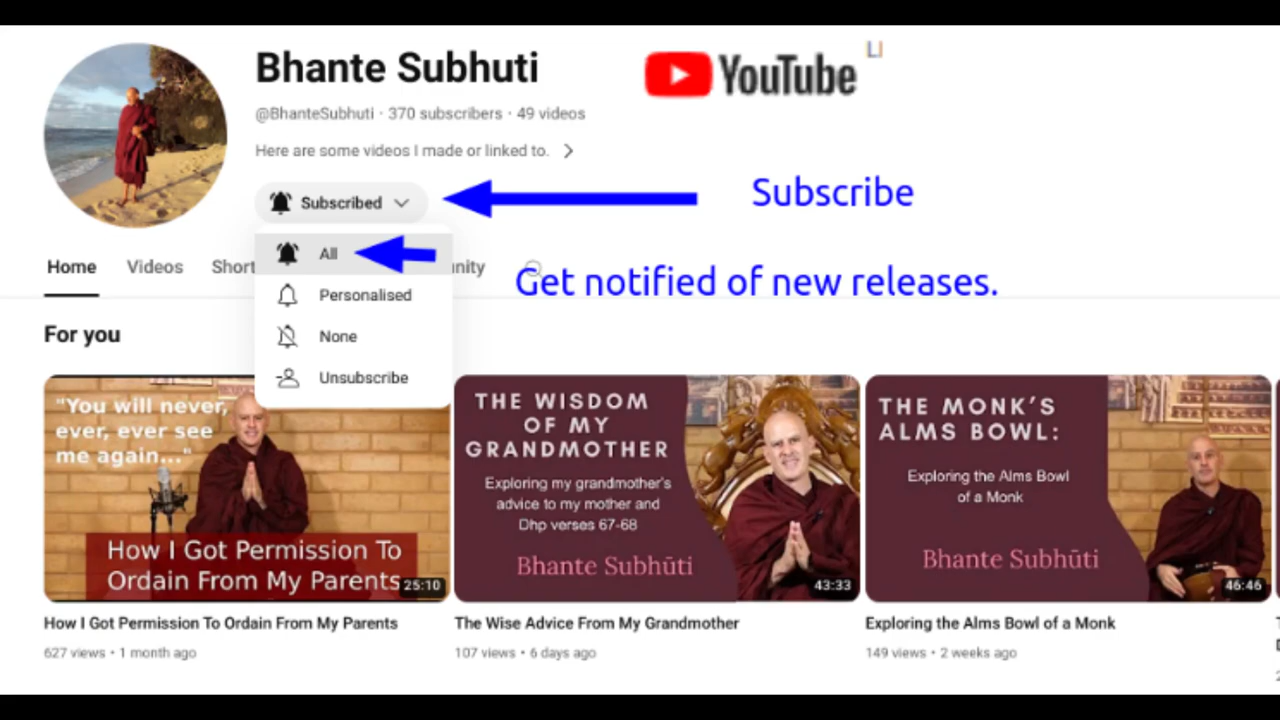 Bhante Subhuti
YouTube
@BhanteSubhuti · 370 subscribers · 49 videos
Here are some videos I made or linked to.
Subscribed
Subscribe
All
Personalised
None
Unsubscribe
Home
Videos
Short
nity
Get notified of new releases.
For you
"You will never,
ever, ever see
me again..."
How I Got Permission To
Ordain From My Parents
25:10
THE WISDOM
OF MY
GRANDMOTHER
Exploring my grandmother's
advice to my mother and
Dhp verses 67-68
Bhante Subhūti
43:33
THE MONK'S
ALMS BOWL:
Exploring the Alms Bowl
of a Monk
Bhante Subhūti
46:46
How I Got Permission To Ordain From My Parents
627 views • 1 month ago
The Wise Advice From My Grandmother
107 views • 6 days ago
Exploring the Alms Bowl of a Monk
149 views • 2 weeks ago